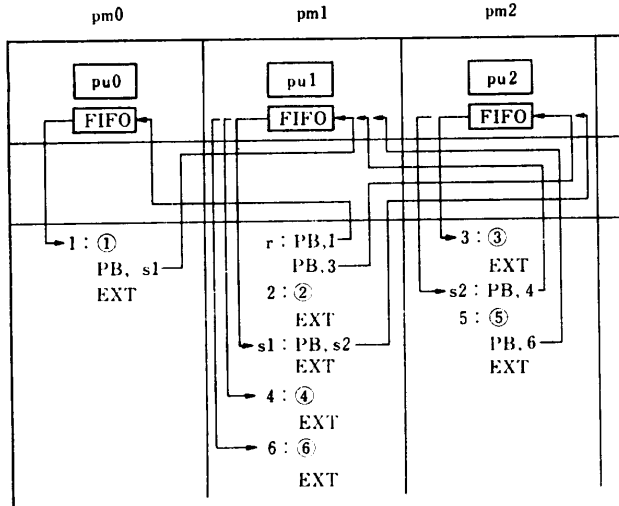 pm0 pm1 pm2
pu0 pu1 pu2
FIFO FIFO FIFO
1: ①
PB, s1
EXT
r: PB,1
PB,3
2: ②
EXT
s1: PB,s2
EXT
4: ④
EXT
6: ⑥
EXT
3: ③
EXT
s2: PB,4
5: ⑤
PB,6
EXT